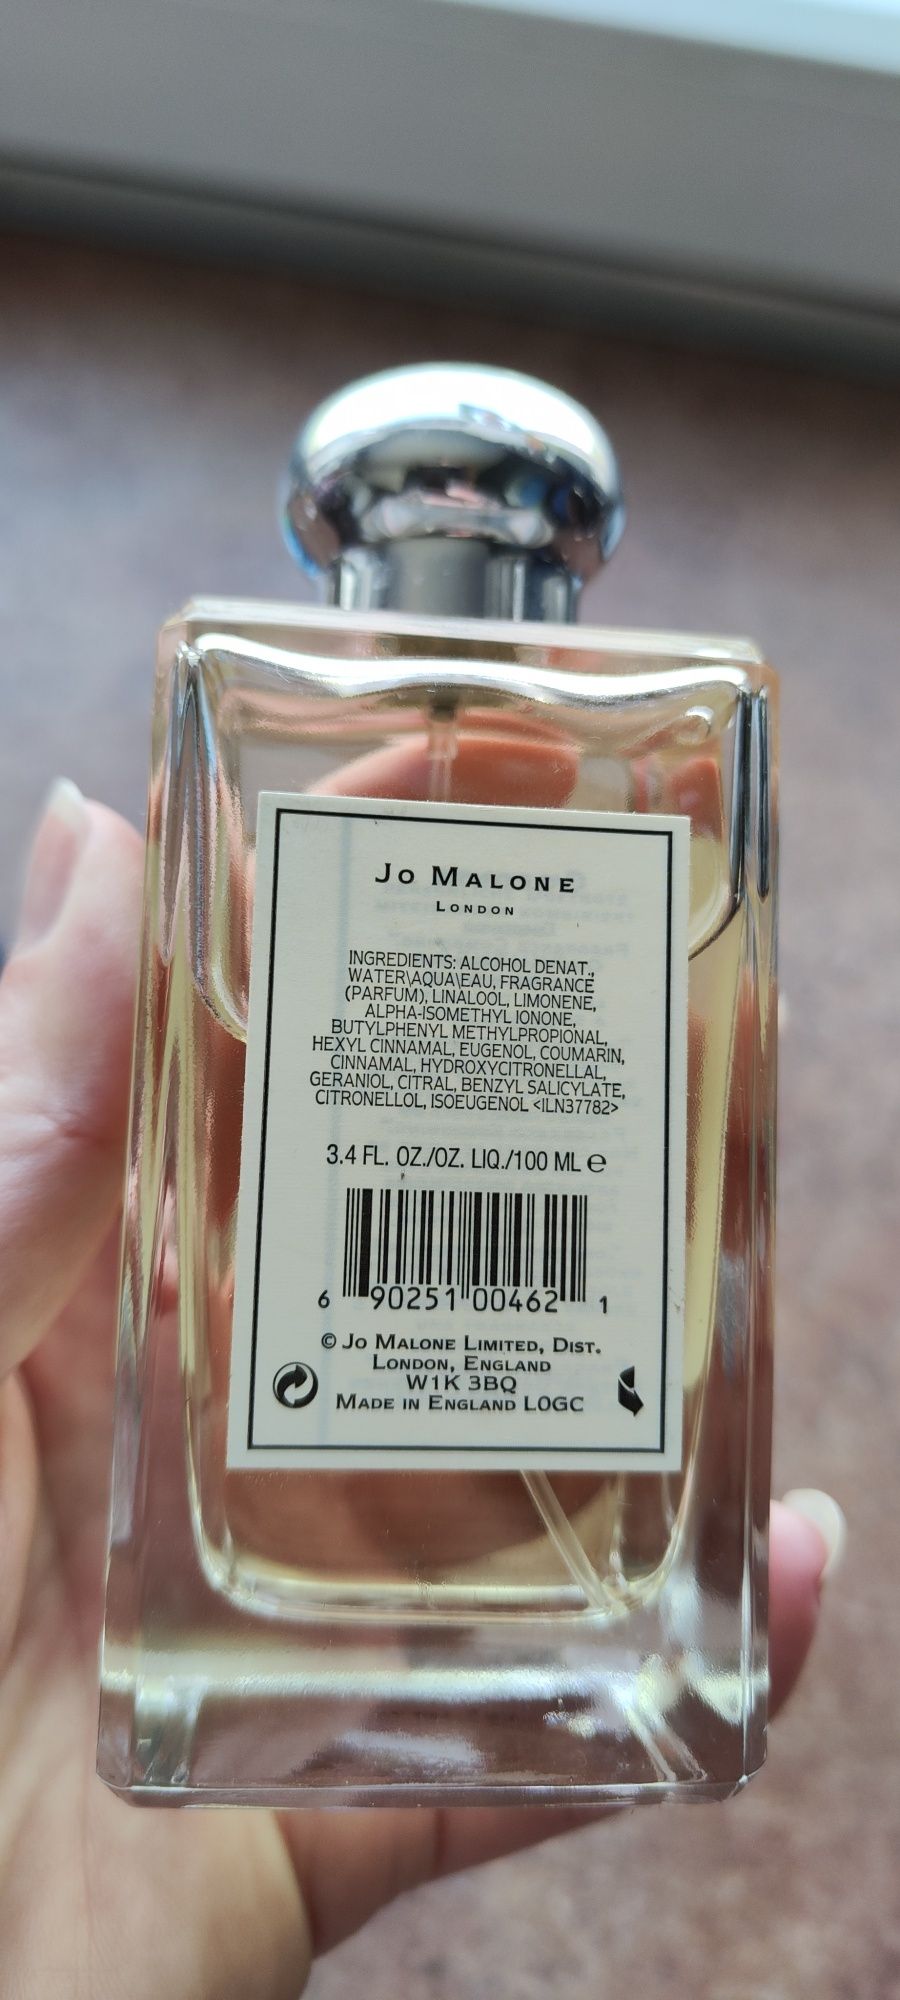 Jo Malone
London
INGREDIENTS: ALCOHOL DENAT.,
WATER\AQUA\EAU, FRAGRANCE
(PARFUM), LINALOOL, LIMONENE,
ALPHA-ISOMETHYL IONONE,
BUTYLPHENYL METHYLPROPIONAL,
HEXYL CINNAMAL, EUGENOL, COUMARIN,
CINNAMAL, HYDROXYCITRONELLAL,
GERANIOL, CITRAL, BENZYL SALICYLATE,
CITRONELLOL, ISOEUGENOL <ILN37782>
3.4 FL. OZ./OZ. LIQ./100 ML ℮
6 90251 00462 1
© Jo Malone Limited, Dist.
London, England
W1K 3BQ
Made in England L0GC